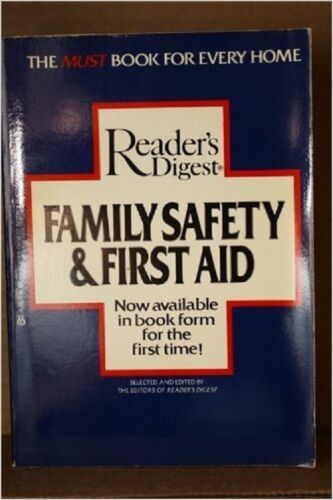 THE MUST BOOK FOR EVERY HOME
Reader's
Digest®
FAMILY SAFETY
& FIRST AID
Now available
in book form
for the
first time!
SELECTED AND EDITED BY
THE EDITORS OF READER'S DIGEST